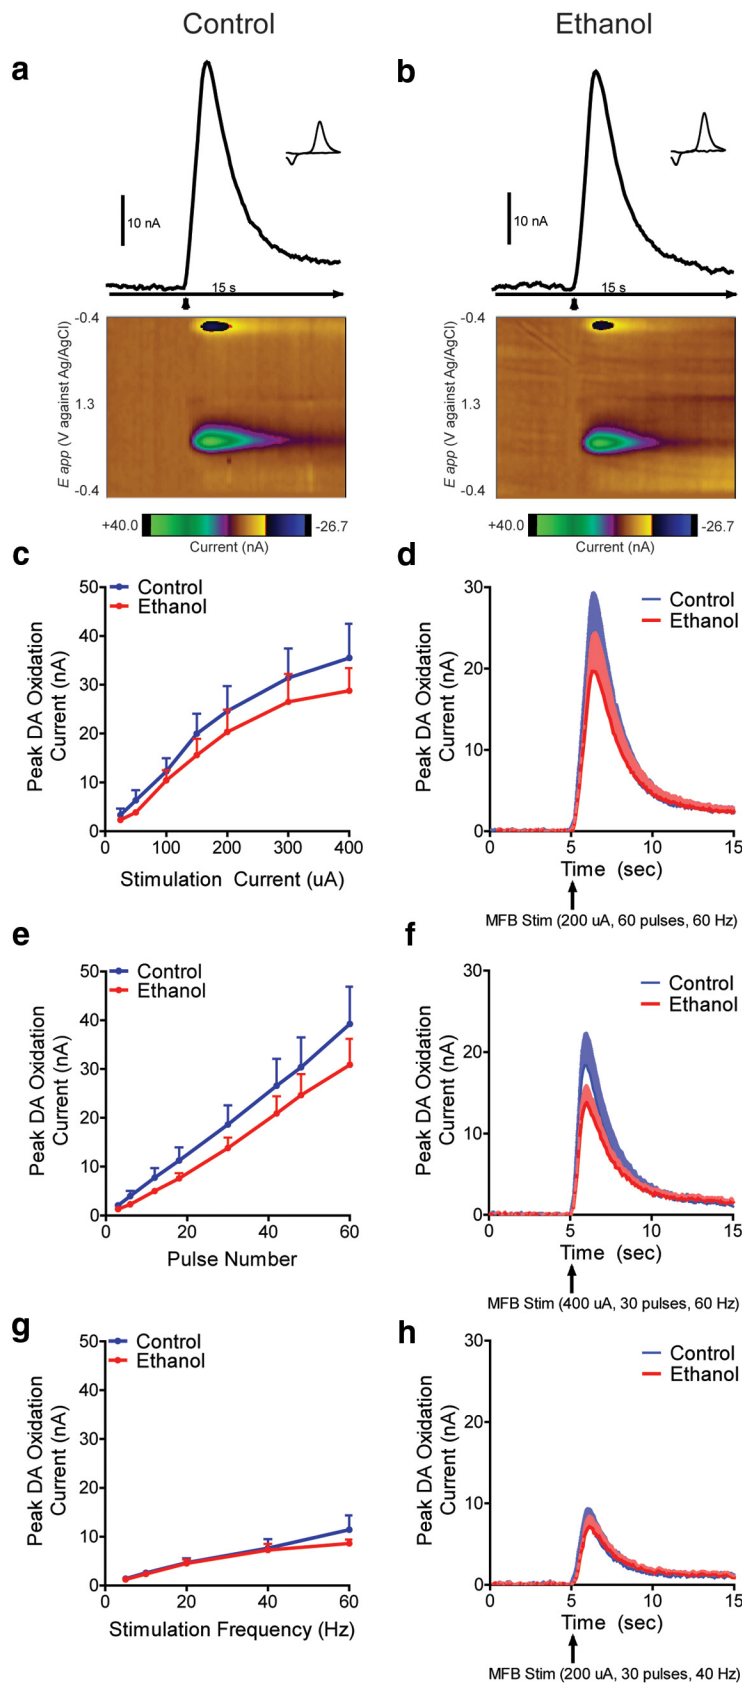 Control
Ethanol
a
b
10 nA
10 nA
15 s
15 s
-0.4
1.3
-0.4
E app (V against Ag/AgCl)
-0.4
1.3
-0.4
E app (V against Ag/AgCl)
+40.0
-26.7
Current (nA)
+40.0
-26.7
Current (nA)
c
50
40
30
20
10
0
Peak DA Oxidation
Current (nA)
Control
Ethanol
0 100 200 300 400
Stimulation Current (uA)
d
30
20
10
0
Peak DA Oxidation
Current (nA)
Control
Ethanol
0 5 10 15
Time (sec)
MFB Stim (200 uA, 60 pulses, 60 Hz)
e
50
40
30
20
10
0
Peak DA Oxidation
Current (nA)
Control
Ethanol
0 20 40 60
Pulse Number
f
30
20
10
0
Peak DA Oxidation
Current (nA)
Control
Ethanol
0 5 10 15
Time (sec)
MFB Stim (400 uA, 30 pulses, 60 Hz)
g
50
40
30
20
10
0
Peak DA Oxidation
Current (nA)
Control
Ethanol
0 20 40 60
Stimulation Frequency (Hz)
h
30
20
10
0
Peak DA Oxidation
Current (nA)
Control
Ethanol
0 5 10 15
Time (sec)
MFB Stim (200 uA, 30 pulses, 40 Hz)